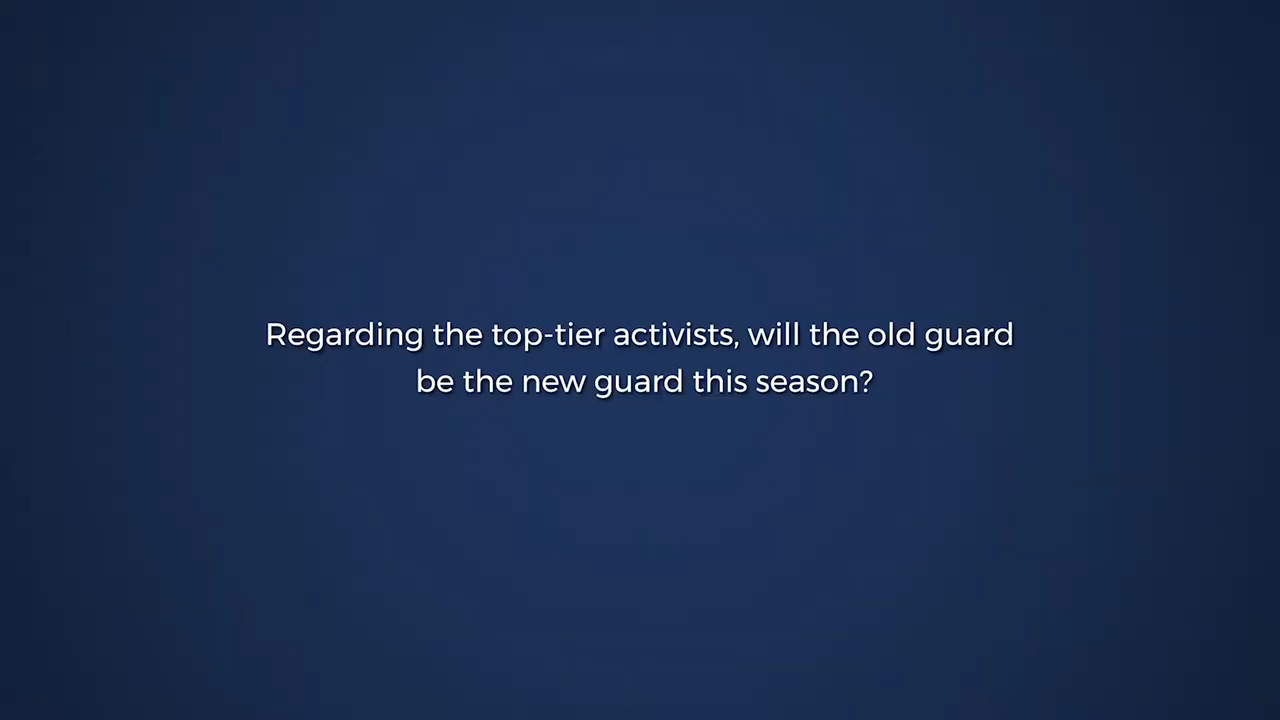 Regarding the top-tier activists, will the old guard
be the new guard this season?